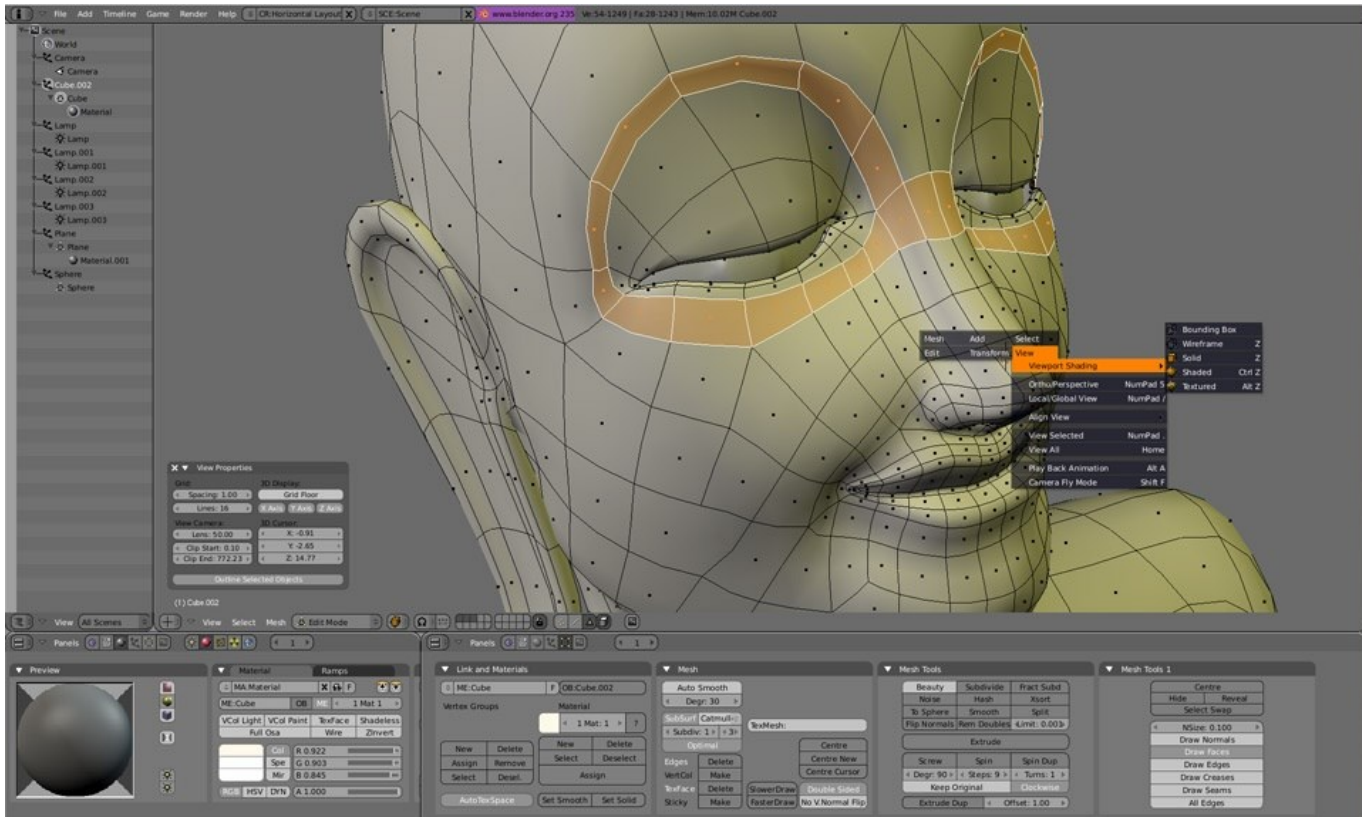 File Add Timeline Game Render Help CR:Horizontal Layout X SCE:Scene X www.blender.org 235 Ve:54-1249 | Fa:28-1243 | Mem:10.02M Cube.002
Scene
World
Camera
Camera
Cube.002
Cube
Material
Lamp
Lamp
Lamp.001
Lamp.001
Lamp.002
Lamp.002
Lamp.003
Lamp.003
Plane
Plane
Material.001
Sphere
Sphere
Mesh Add Select
Edit Transform View
Viewport Shading
Ortho/Perspective NumPad 5
Local/Global View NumPad /
Align View
View Selected NumPad .
View All Home
Play Back Animation Alt A
Camera Fly Mode Shift F
Bounding Box
Wireframe Z
Solid Z
Shaded Ctrl Z
Textured Alt Z
X View Properties
Grid: 3D Display:
Spacing: 1.00 Grid Floor
Lines: 16 X Axis Y Axis Z Axis
View Camera: 3D Cursor:
Lens: 50.00 X: -0.91
Clip Start: 0.10 Y: -2.65
Clip End: 772.23 Z: 14.77
Outline Selected Objects
(1) Cube.002
View All Scenes View Select Mesh Edit Mode
Panels 1 Panels 1
Preview
Material Ramps
MA:Material X F
ME:Cube OB ME 1 Mat 1
VCol Light VCol Paint TexFace Shadeless
Full Osa Wire ZInvert
Col R 0.922
Spe G 0.903
Mir B 0.845
RGB HSV DYN A 1.000
Link and Materials
ME:Cube F OB:Cube.002
Vertex Groups Material
1 Mat: 1 ?
New Delete New Delete
Assign Remove Select Deselect
Select Desel. Assign
AutoTexSpace Set Smooth Set Solid
Mesh
Auto Smooth
Degr: 30
SubSurf Catmull-
Subdiv: 1 3
Optimal
TexMesh:
Edges Delete Centre
VertCol Make Centre New
TexFace Delete Centre Cursor
Sticky Make
SlowerDraw Double Sided
FasterDraw No V.Normal Flip
Mesh Tools
Beauty Subdivide Fract Subd
Noise Hash Xsort
To Sphere Smooth Split
Flip Normals Rem Doubles Limit: 0.001
Extrude
Screw Spin Spin Dup
Degr: 90 Steps: 9 Turns: 1
Keep Original Clockwise
Extrude Dup Offset: 1.00
Mesh Tools 1
Centre
Hide Reveal
Select Swap
NSize: 0.100
Draw Normals
Draw Faces
Draw Edges
Draw Creases
Draw Seams
All Edges